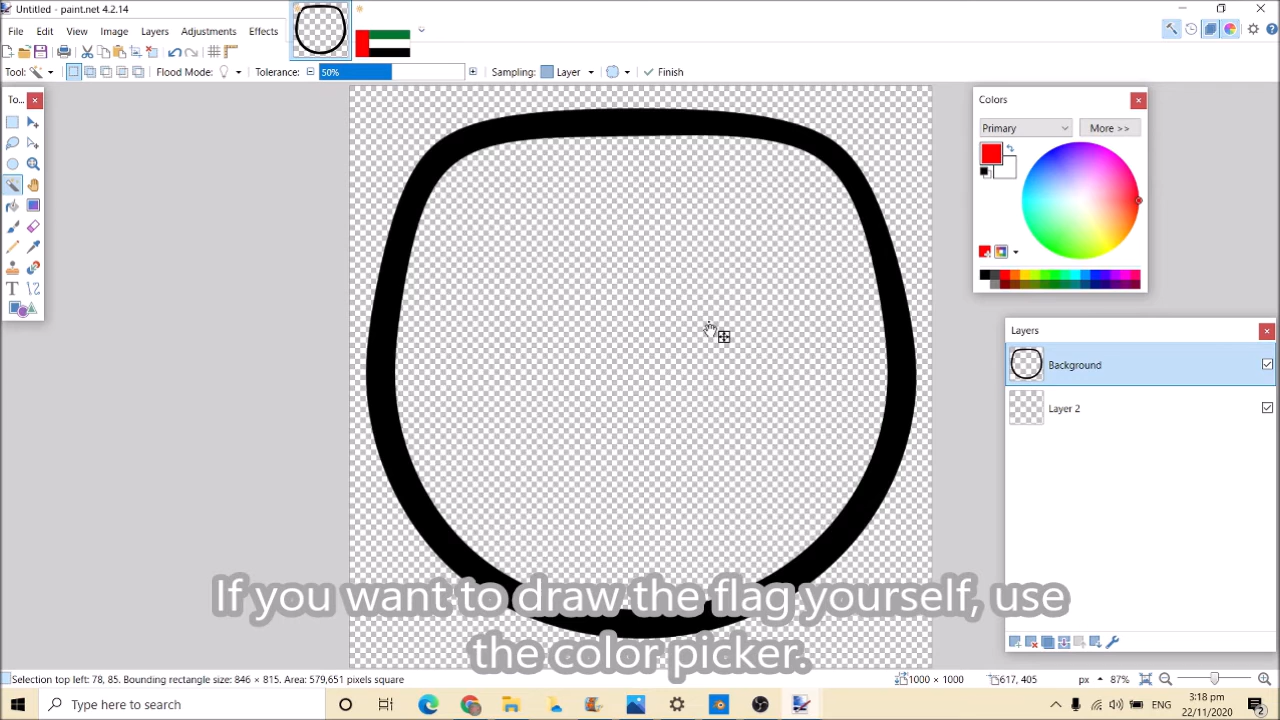 Untitled - paint.net 4.2.14
File Edit View Image Layers Adjustments Effects
Tool: Flood Mode: Tolerance: 50% Sampling: Layer Finish
To...
Colors
Primary More >>
Layers
Background
Layer 2
If you want to draw the flag yourself, use
the color picker.
Selection top left: 78, 85. Bounding rectangle size: 846 × 815. Area: 579,651 pixels square 1000 × 1000 617, 405 px 87%
Type here to search
ENG
3:18 pm
22/11/2020
2